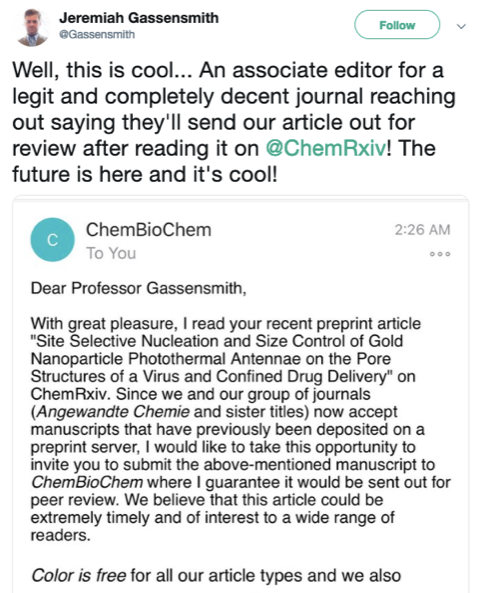 Jeremiah Gassensmith
@Gassensmith
Follow
Well, this is cool... An associate editor for a
legit and completely decent journal reaching
out saying they'll send our article out for
review after reading it on @ChemRxiv! The
future is here and it's cool!
C
ChemBioChem
2:26 AM
To You
Dear Professor Gassensmith,
With great pleasure, I read your recent preprint article
"Site Selective Nucleation and Size Control of Gold
Nanoparticle Photothermal Antennae on the Pore
Structures of a Virus and Confined Drug Delivery" on
ChemRxiv. Since we and our group of journals
(Angewandte Chemie and sister titles) now accept
manuscripts that have previously been deposited on a
preprint server, I would like to take this opportunity to
invite you to submit the above-mentioned manuscript to
ChemBioChem where I guarantee it would be sent out for
peer review. We believe that this article could be
extremely timely and of interest to a wide range of
readers.
Color is free for all our article types and we also